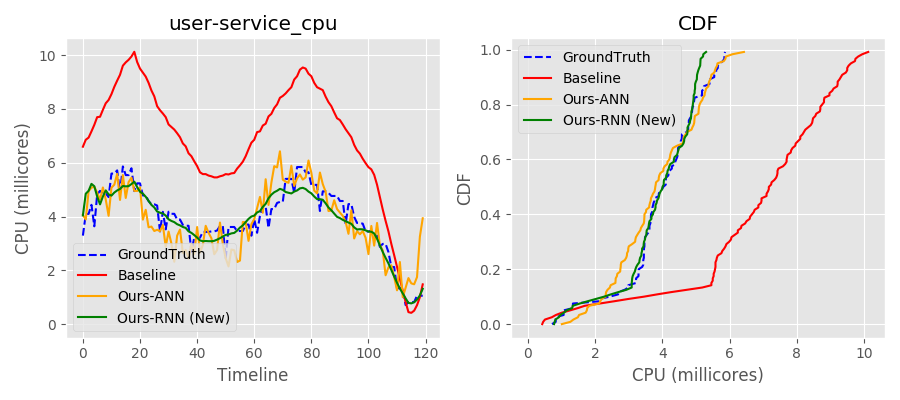 user-service_cpu
CPU (millicores)
10
8
6
4
2
0
GroundTruth
Baseline
Ours-ANN
Ours-RNN (New)
0 20 40 60 80 100 120
Timeline
CDF
CDF
1.0
0.8
0.6
0.4
0.2
0.0
GroundTruth
Baseline
Ours-ANN
Ours-RNN (New)
0 2 4 6 8 10
CPU (millicores)